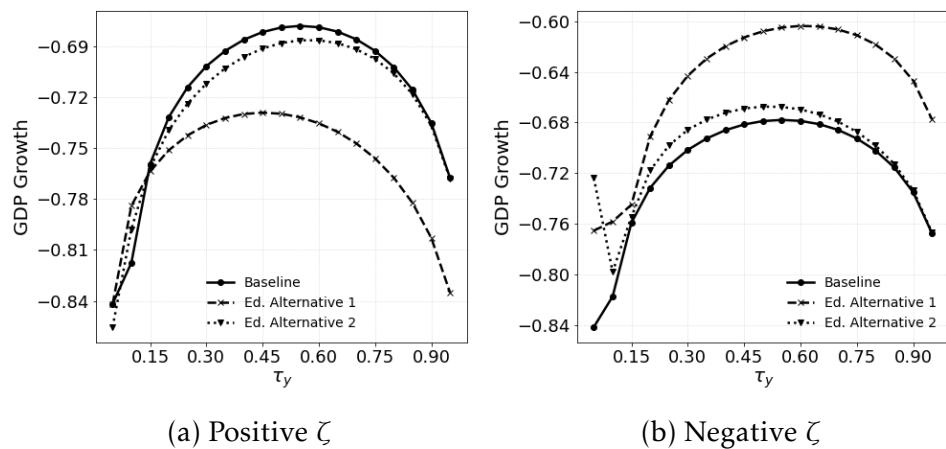 −0.69
−0.72
−0.75
−0.78
−0.81
−0.84
GDP Growth
Baseline
Ed. Alternative 1
Ed. Alternative 2
0.15 0.30 0.45 0.60 0.75 0.90
τy
(a) Positive ζ
−0.60
−0.64
−0.68
−0.72
−0.76
−0.80
−0.84
GDP Growth
Baseline
Ed. Alternative 1
Ed. Alternative 2
0.15 0.30 0.45 0.60 0.75 0.90
τy
(b) Negative ζ